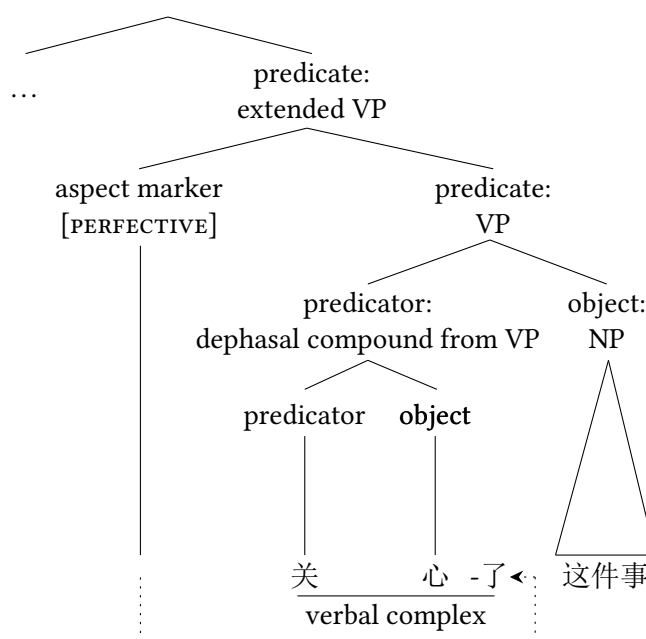 predicate:
…
extended VP
aspect marker
predicate:
[PERFECTIVE]
VP
predicator:
object:
dephasal compound from VP
NP
predicator
object
关 心 -了 这件事
verbal complex